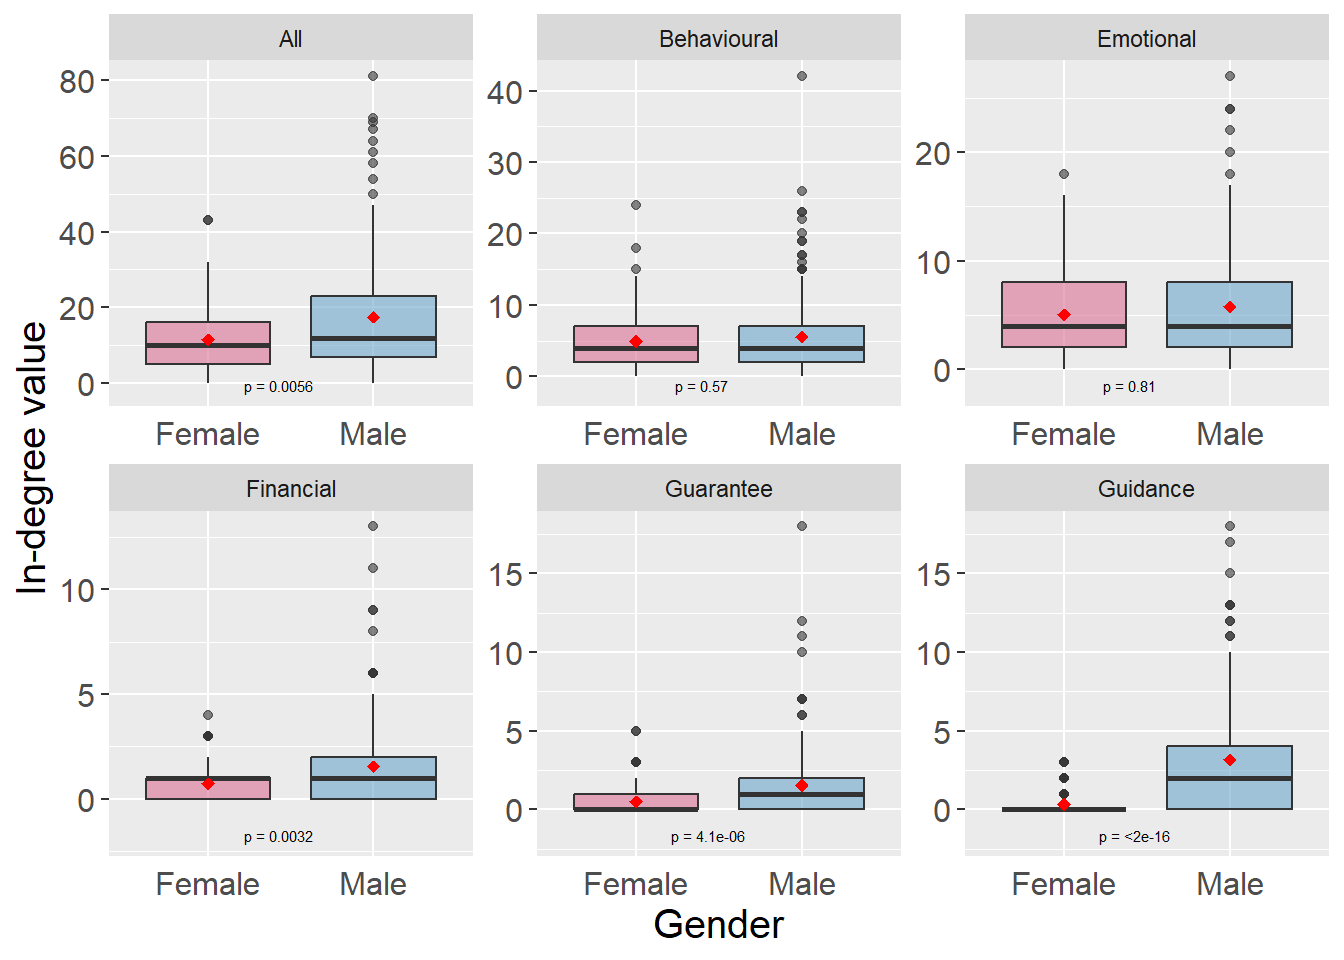 All
Behavioural
Emotional
80
60
40
20
0
40
30
20
10
0
20
10
0
p = 0.0056
p = 0.57
p = 0.81
Female
Male
Female
Male
Female
Male
Financial
Guarantee
Guidance
10
5
0
15
10
5
0
15
10
5
0
p = 0.0032
p = 4.1e-06
p = <2e-16
Female
Male
Female
Male
Female
Male
In-degree value
Gender